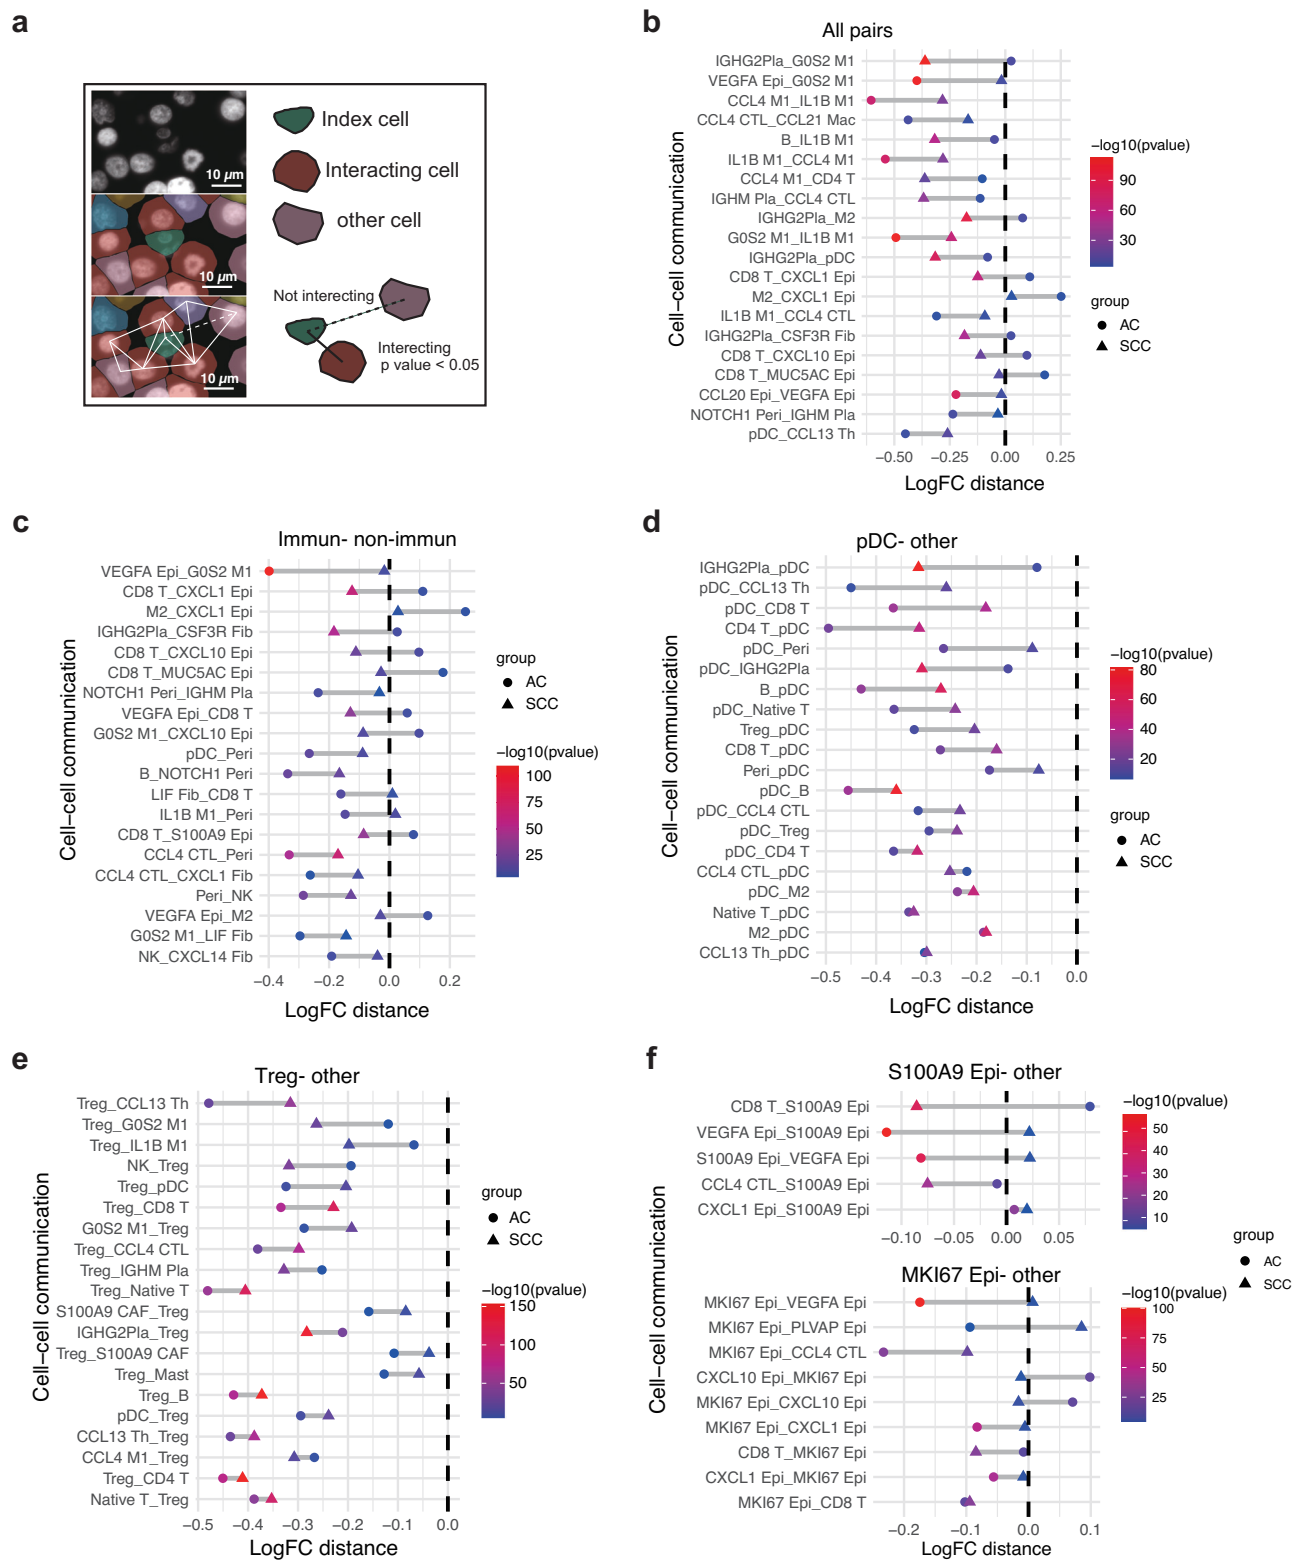 a
10 µm
10 µm
10 µm
Index cell
Interacting cell
other cell
Not interecting
Interecting
p value < 0.05
b
All pairs
Cell−cell communication
IGHG2Pla_G0S2 M1
VEGFA Epi_G0S2 M1
CCL4 M1_IL1B M1
CCL4 CTL_CCL21 Mac
B_IL1B M1
IL1B M1_CCL4 M1
CCL4 M1_CD4 T
IGHM Pla_CCL4 CTL
IGHG2Pla_M2
G0S2 M1_IL1B M1
IGHG2Pla_pDC
CD8 T_CXCL1 Epi
M2_CXCL1 Epi
IL1B M1_CCL4 CTL
IGHG2Pla_CSF3R Fib
CD8 T_CXCL10 Epi
CD8 T_MUC5AC Epi
CCL20 Epi_VEGFA Epi
NOTCH1 Peri_IGHM Pla
pDC_CCL13 Th
−0.50 −0.25 0.00 0.25
LogFC distance
−log10(pvalue)
90
60
30
group
AC
SCC
c
Immun- non-immun
Cell−cell communication
VEGFA Epi_G0S2 M1
CD8 T_CXCL1 Epi
M2_CXCL1 Epi
IGHG2Pla_CSF3R Fib
CD8 T_CXCL10 Epi
CD8 T_MUC5AC Epi
NOTCH1 Peri_IGHM Pla
VEGFA Epi_CD8 T
G0S2 M1_CXCL10 Epi
pDC_Peri
B_NOTCH1 Peri
LIF Fib_CD8 T
IL1B M1_Peri
CD8 T_S100A9 Epi
CCL4 CTL_Peri
CCL4 CTL_CXCL1 Fib
Peri_NK
VEGFA Epi_M2
G0S2 M1_LIF Fib
NK_CXCL14 Fib
−0.4 −0.2 0.0 0.2
LogFC distance
group
AC
SCC
−log10(pvalue)
100
75
50
25
d
pDC- other
Cell−cell communication
IGHG2Pla_pDC
pDC_CCL13 Th
pDC_CD8 T
CD4 T_pDC
pDC_Peri
pDC_IGHG2Pla
B_pDC
pDC_Native T
Treg_pDC
CD8 T_pDC
Peri_pDC
pDC_B
pDC_CCL4 CTL
pDC_Treg
pDC_CD4 T
CCL4 CTL_pDC
pDC_M2
Native T_pDC
M2_pDC
CCL13 Th_pDC
−0.5 −0.4 −0.3 −0.2 −0.1 0.0
LogFC distance
−log10(pvalue)
80
60
40
20
group
AC
SCC
e
Treg- other
Cell−cell communication
Treg_CCL13 Th
Treg_G0S2 M1
Treg_IL1B M1
NK_Treg
Treg_pDC
Treg_CD8 T
G0S2 M1_Treg
Treg_CCL4 CTL
Treg_IGHM Pla
Treg_Native T
S100A9 CAF_Treg
IGHG2Pla_Treg
Treg_S100A9 CAF
Treg_Mast
Treg_B
pDC_Treg
CCL13 Th_Treg
CCL4 M1_Treg
Treg_CD4 T
Native T_Treg
−0.5 −0.4 −0.3 −0.2 −0.1 0.0
LogFC distance
group
AC
SCC
−log10(pvalue)
150
100
50
f
S100A9 Epi- other
CD8 T_S100A9 Epi
VEGFA Epi_S100A9 Epi
S100A9 Epi_VEGFA Epi
CCL4 CTL_S100A9 Epi
CXCL1 Epi_S100A9 Epi
−0.10 −0.05 0.00 0.05
−log10(pvalue)
50
40
30
20
10
Cell−cell communication
group
AC
SCC
MKI67 Epi- other
MKI67 Epi_VEGFA Epi
MKI67 Epi_PLVAP Epi
MKI67 Epi_CCL4 CTL
CXCL10 Epi_MKI67 Epi
MKI67 Epi_CXCL10 Epi
MKI67 Epi_CXCL1 Epi
CD8 T_MKI67 Epi
CXCL1 Epi_MKI67 Epi
MKI67 Epi_CD8 T
−0.2 −0.1 0.0 0.1
LogFC distance
−log10(pvalue)
100
75
50
25